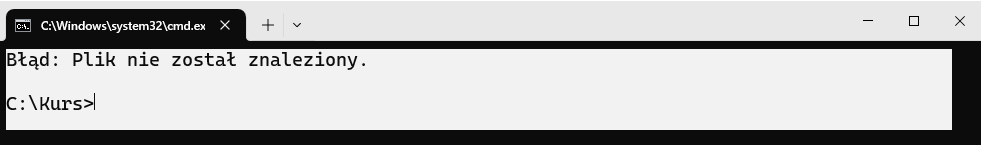 C:\Windows\system32\cmd.ex
Błąd: Plik nie został znaleziony.
C:\Kurs>